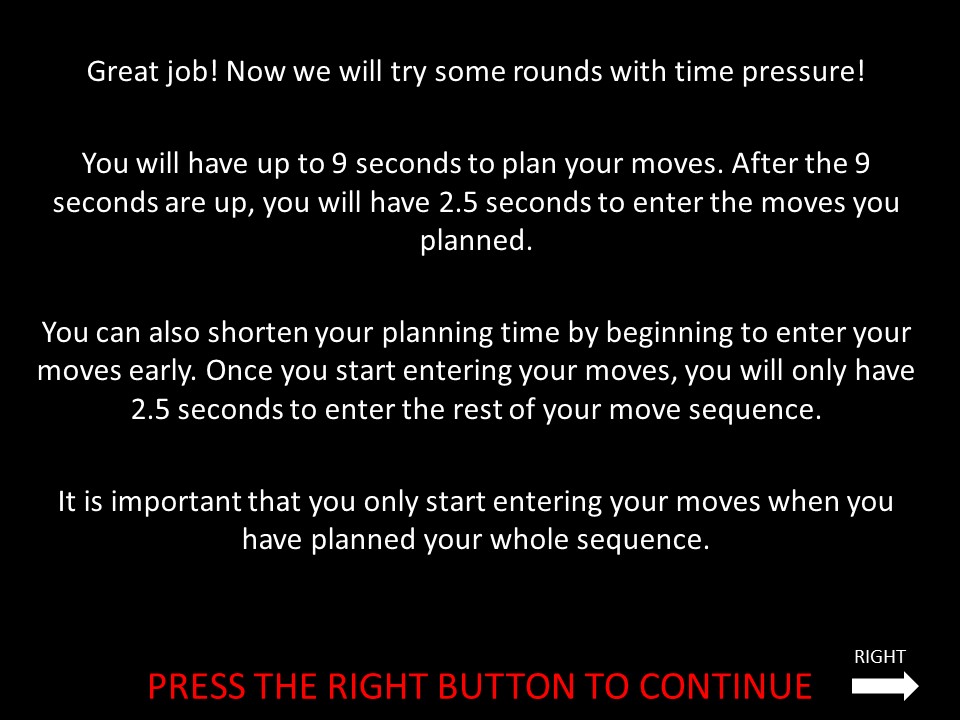 Great job! Now we will try some rounds with time pressure!
You will have up to 9 seconds to plan your moves. After the 9
seconds are up, you will have 2.5 seconds to enter the moves you
planned.
You can also shorten your planning time by beginning to enter your
moves early. Once you start entering your moves, you will only have
2.5 seconds to enter the rest of your move sequence.
It is important that you only start entering your moves when you
have planned your whole sequence.
RIGHT
PRESS THE RIGHT BUTTON TO CONTINUE